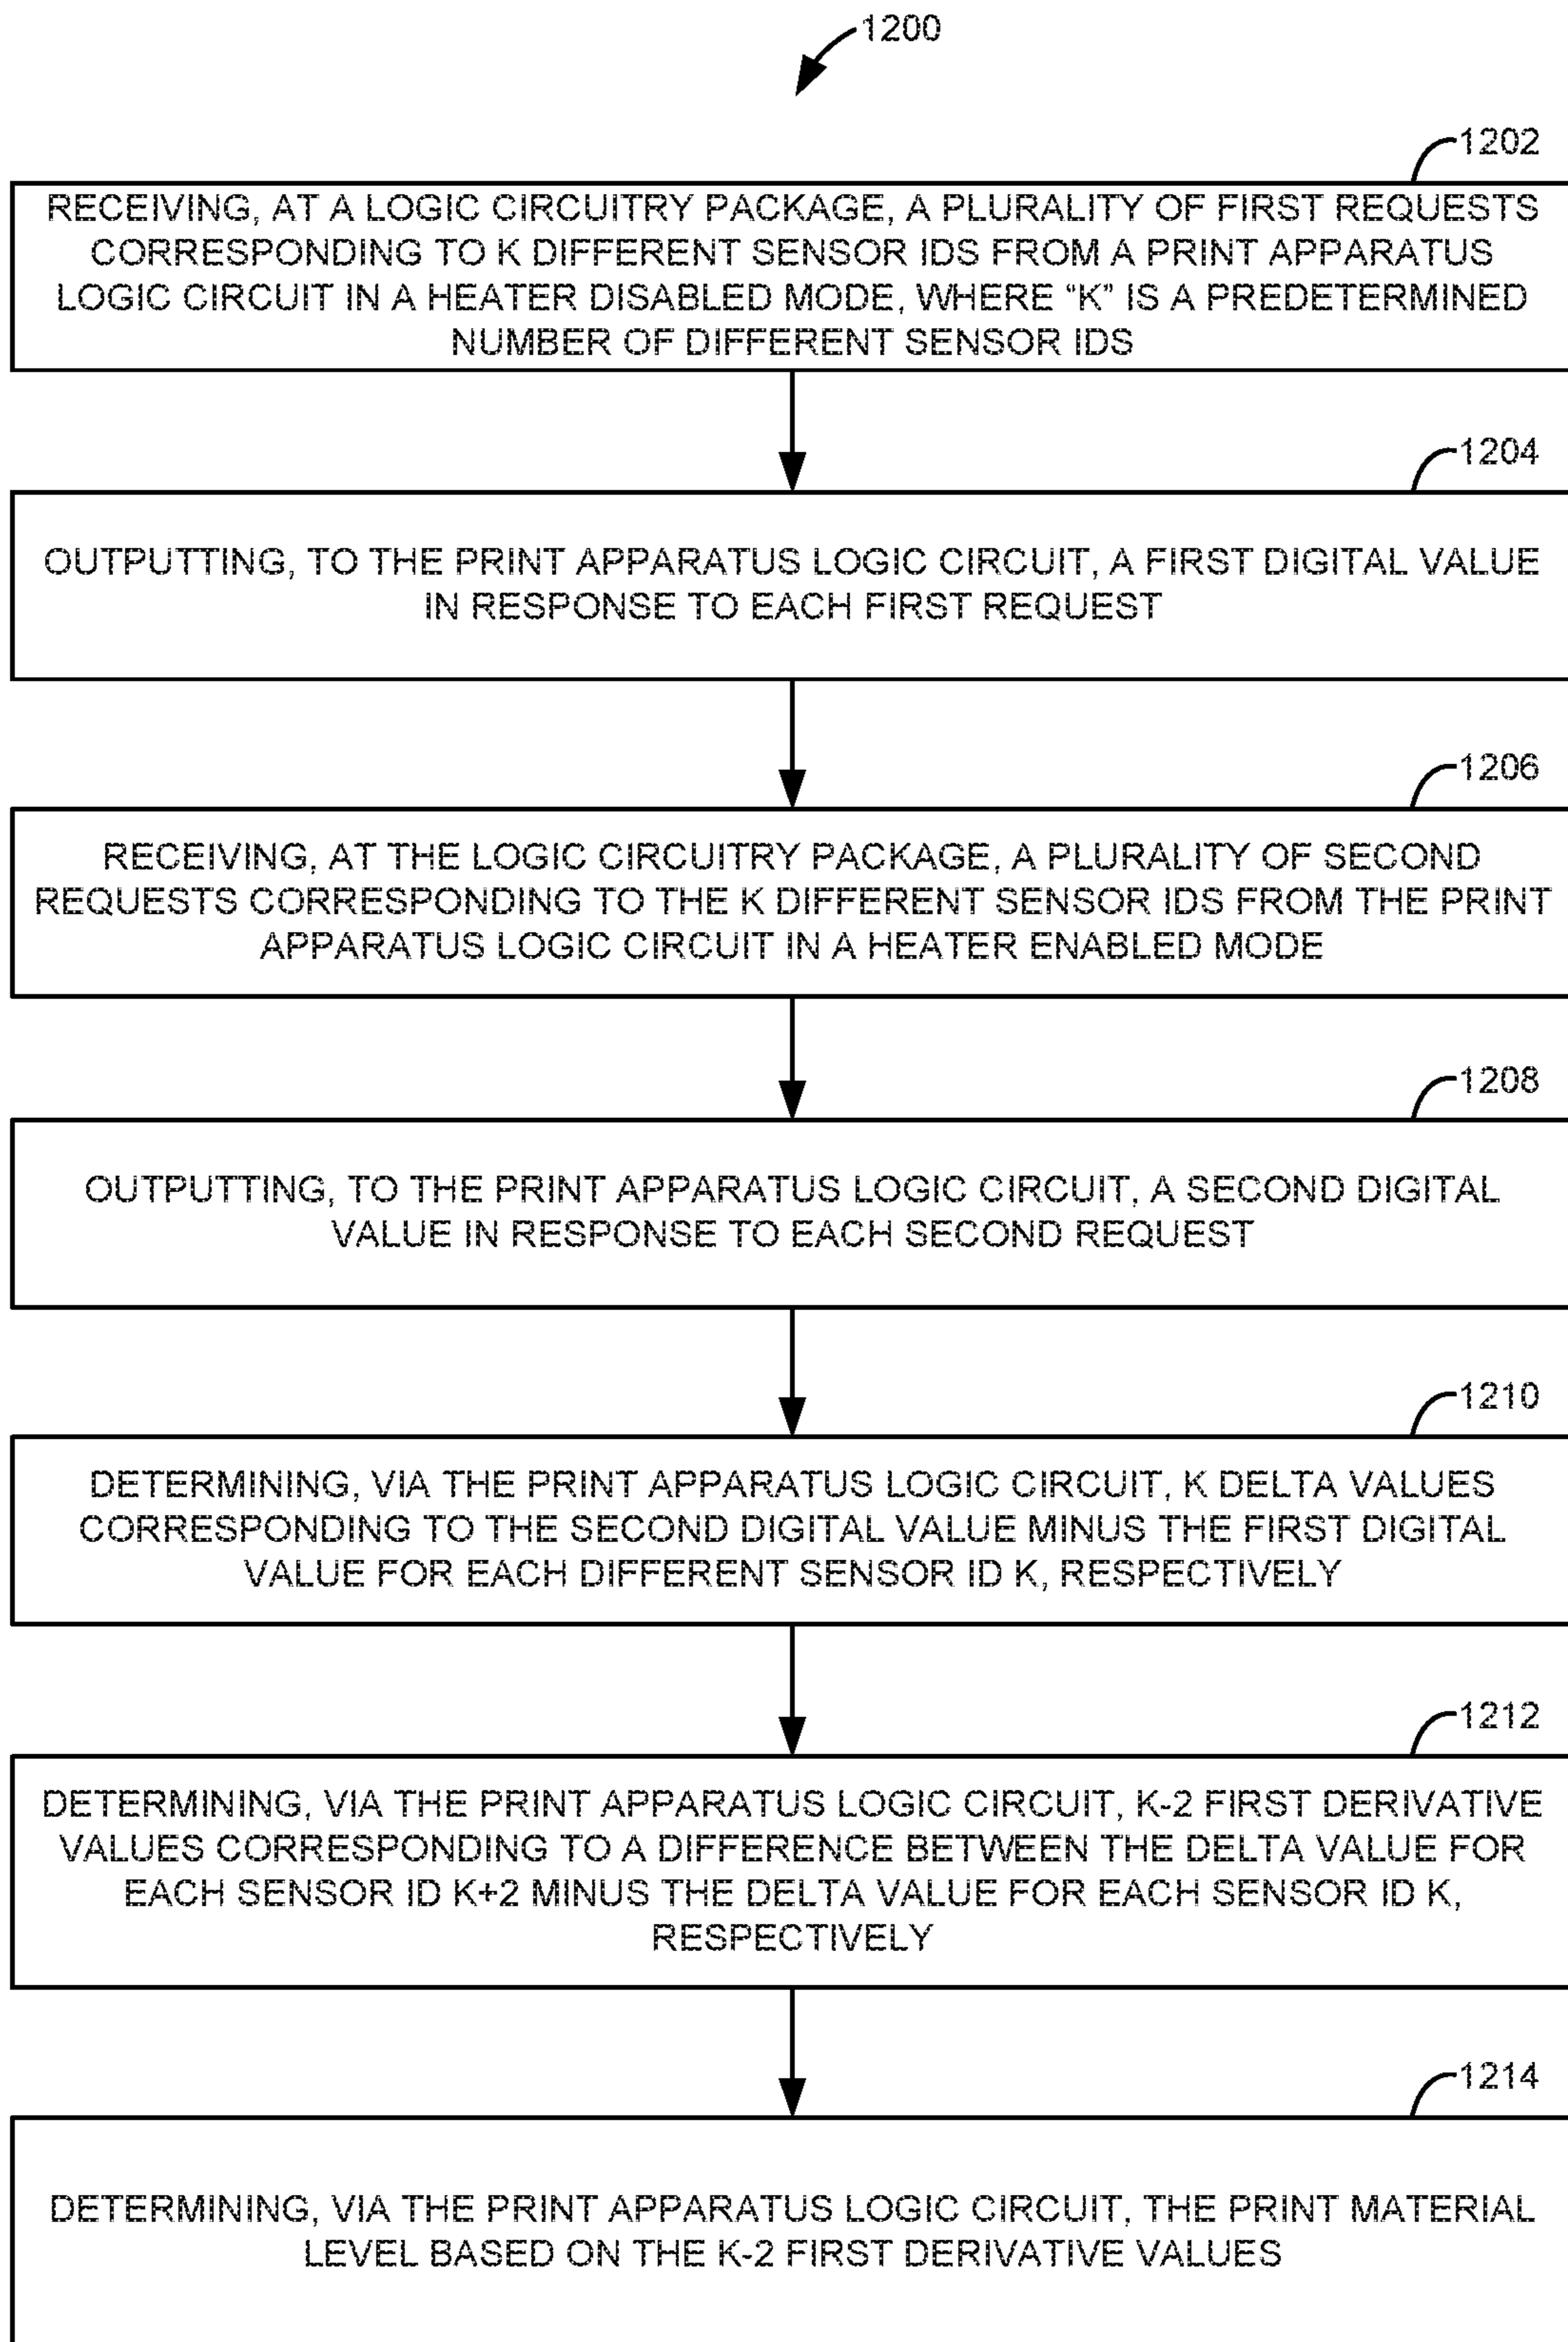 1200
1202
RECEIVING, AT A LOGIC CIRCUITRY PACKAGE, A PLURALITY OF FIRST REQUESTS
CORRESPONDING TO K DIFFERENT SENSOR IDS FROM A PRINT APPARATUS
LOGIC CIRCUIT IN A HEATER DISABLED MODE, WHERE “K” IS A PREDETERMINED
NUMBER OF DIFFERENT SENSOR IDS
1204
OUTPUTTING, TO THE PRINT APPARATUS LOGIC CIRCUIT, A FIRST DIGITAL VALUE
IN RESPONSE TO EACH FIRST REQUEST
1206
RECEIVING, AT THE LOGIC CIRCUITRY PACKAGE, A PLURALITY OF SECOND
REQUESTS CORRESPONDING TO THE K DIFFERENT SENSOR IDS FROM THE PRINT
APPARATUS LOGIC CIRCUIT IN A HEATER ENABLED MODE
1208
OUTPUTTING, TO THE PRINT APPARATUS LOGIC CIRCUIT, A SECOND DIGITAL
VALUE IN RESPONSE TO EACH SECOND REQUEST
1210
DETERMINING, VIA THE PRINT APPARATUS LOGIC CIRCUIT, K DELTA VALUES
CORRESPONDING TO THE SECOND DIGITAL VALUE MINUS THE FIRST DIGITAL
VALUE FOR EACH DIFFERENT SENSOR ID K, RESPECTIVELY
1212
DETERMINING, VIA THE PRINT APPARATUS LOGIC CIRCUIT, K-2 FIRST DERIVATIVE
VALUES CORRESPONDING TO A DIFFERENCE BETWEEN THE DELTA VALUE FOR
EACH SENSOR ID K+2 MINUS THE DELTA VALUE FOR EACH SENSOR ID K,
RESPECTIVELY
1214
DETERMINING, VIA THE PRINT APPARATUS LOGIC CIRCUIT, THE PRINT MATERIAL
LEVEL BASED ON THE K-2 FIRST DERIVATIVE VALUES